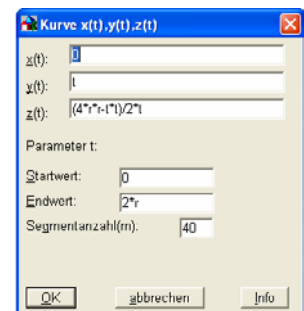 Kurve x(t),y(t),z(t)
x(t): 0
y(t): t
z(t): (4*r*r-t*t)/2*t
Parameter t:
Startwert: 0
Endwert: 2*r
Segmentanzahl(m): 40
OK abbrechen Info